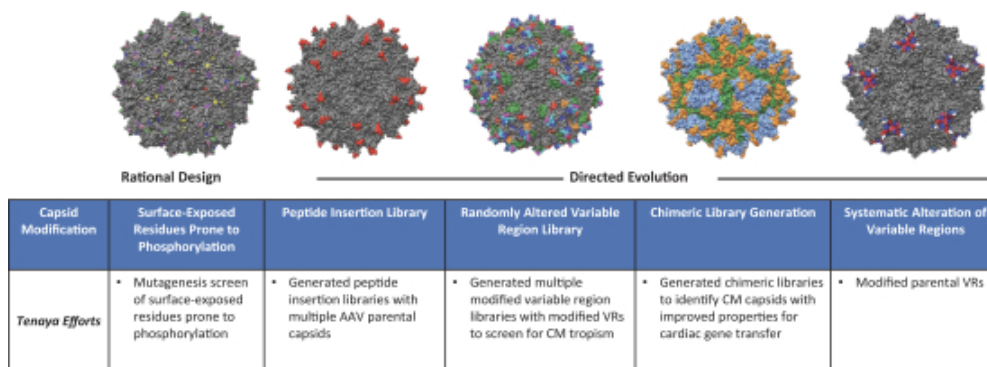 Rational Design
Directed Evolution
Capsid
Modification
Surface-Exposed
Residues Prone to
Phosphorylation
Peptide Insertion Library
Randomly Altered Variable
Region Library
Chimeric Library Generation
Systematic Alteration of
Variable Regions
Tenaya Efforts
▪ Mutagenesis screen
of surface-exposed
residues prone to
phosphorylation
▪ Generated peptide
insertion libraries with
multiple AAV parental
capsids
▪ Generated multiple
modified variable region
libraries with modified VRs
to screen for CM tropism
▪ Generated chimeric libraries
to identify CM capsids with
improved properties for
cardiac gene transfer
▪ Modified parental VRs